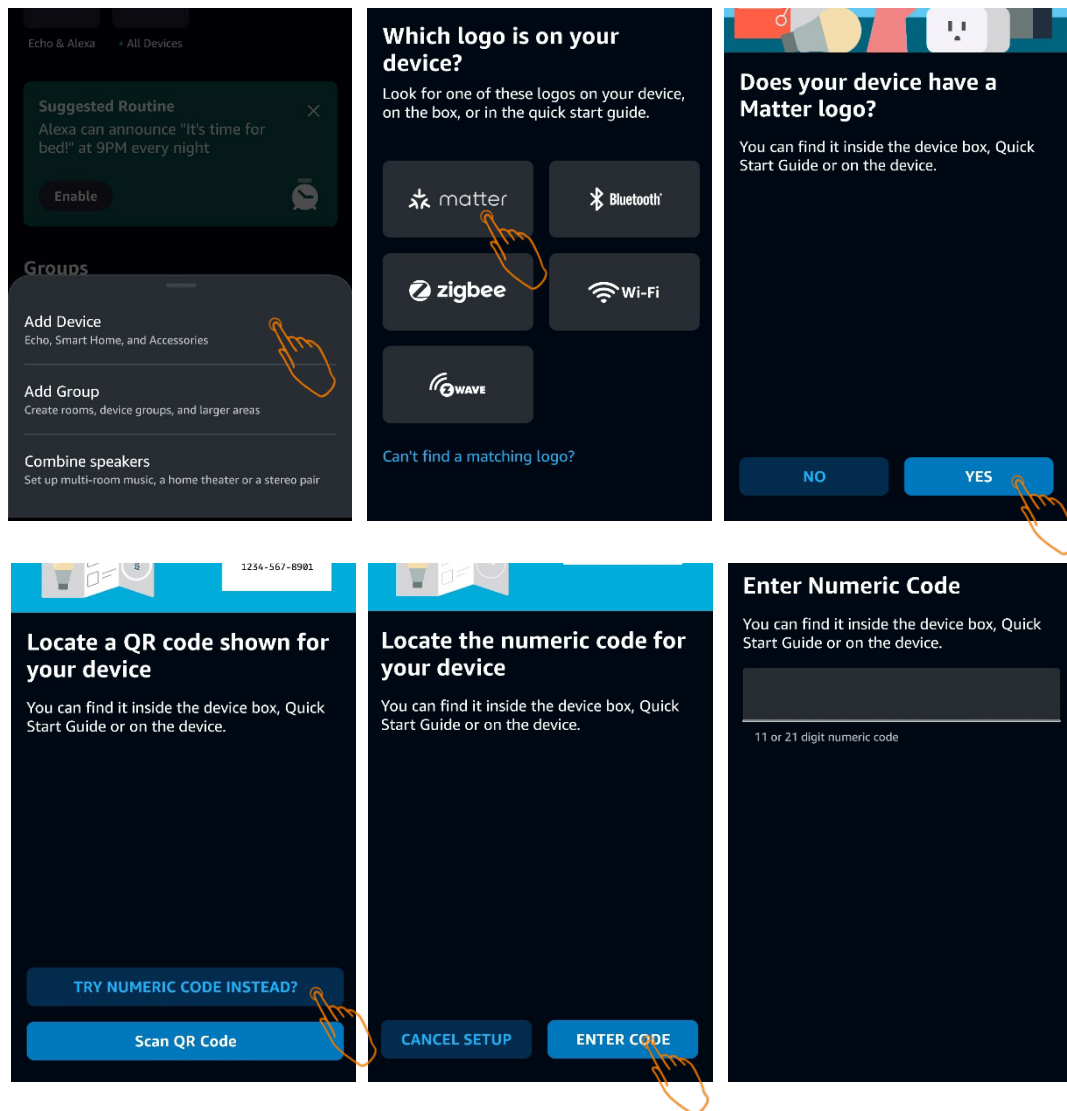 Echo & Alexa
+ All Devices
Suggested Routine
Alexa can announce "It's time for
bed!" at 9PM every night
Enable
Groups
Add Device
Echo, Smart Home, and Accessories
Add Group
Create rooms, device groups, and larger areas
Combine speakers
Set up multi-room music, a home theater or a stereo pair
Which logo is on your
device?
Look for one of these logos on your device,
on the box, or in the quick start guide.
matter
Bluetooth
zigbee
Wi-Fi
Z WAVE
Can't find a matching logo?
Does your device have a
Matter logo?
You can find it inside the device box, Quick
Start Guide or on the device.
NO
YES
1234-567-8901
Locate a QR code shown for
your device
You can find it inside the device box, Quick
Start Guide or on the device.
TRY NUMERIC CODE INSTEAD?
Scan QR Code
Locate the numeric code for
your device
You can find it inside the device box, Quick
Start Guide or on the device.
CANCEL SETUP
ENTER CODE
Enter Numeric Code
You can find it inside the device box, Quick
Start Guide or on the device.
11 or 21 digit numeric code